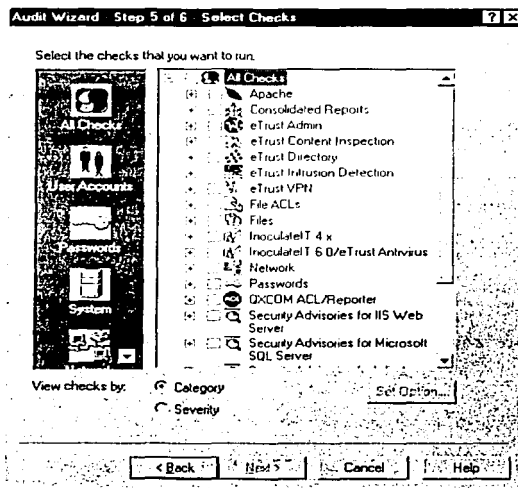 Audit Wizard - Step 5 of 6 - Select Checks
Select the checks that you want to run.
All Checks
User Accounts
Passwords
System
All Checks
Apache
Consolidated Reports
eTrust Admin
eTrust Content Inspection
eTrust Directory
eTrust Intrusion Detection
eTrust VPN
File ACLs
Files
InoculateIT 4.x
InoculateIT 6.0/eTrust Antivirus
Network
Passwords
QXCOM ACL/Reporter
Security Advisories for IIS Web
Server
Security Advisories for Microsoft
SQL Server
View checks by:
Category
Severity
Set Option...
< Back
Next >
Cancel
Help